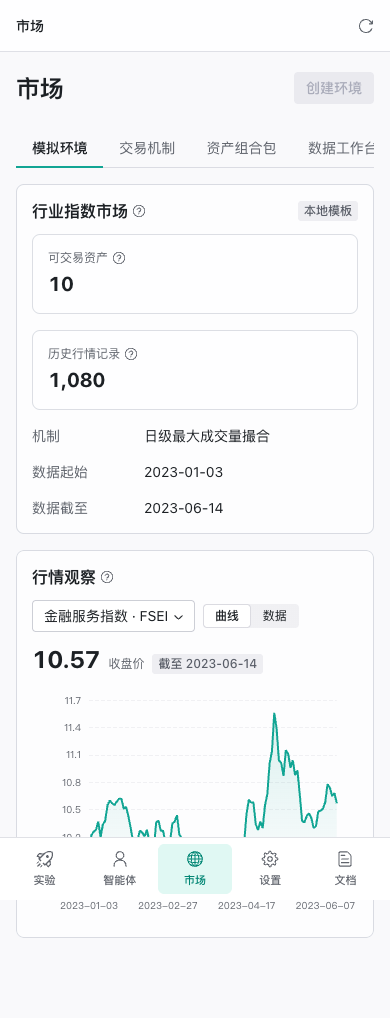 市场
市场
创建环境
模拟环境 交易机制 资产组合包 数据工作台
行业指数市场
本地模板
可交易资产
10
历史行情记录
1,080
机制 日级最大成交量撮合
数据起始 2023-01-03
数据截至 2023-06-14
行情观察
金融服务指数 · FSEI
曲线 数据
10.57 收盘价 截至 2023-06-14
11.7
11.4
11.1
10.8
10.5
实验 智能体 市场 设置 文档
2023-01-03 2023-02-27 2023-04-17 2023-06-07